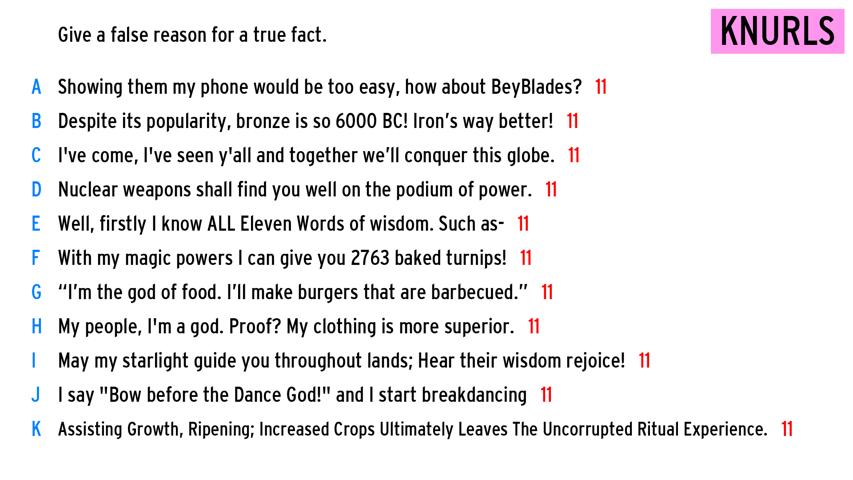 Give a false reason for a true fact.
KNURLS
A Showing them my phone would be too easy, how about BeyBlades? 11
B Despite its popularity, bronze is so 6000 BC! Iron's way better! 11
C I've come, I've seen y'all and together we'll conquer this globe. 11
D Nuclear weapons shall find you well on the podium of power. 11
E Well, firstly I know ALL Eleven Words of wisdom. Such as- 11
F With my magic powers I can give you 2763 baked turnips! 11
G “I'm the god of food. I'll make burgers that are barbecued.” 11
H My people, I'm a god. Proof? My clothing is more superior. 11
I May my starlight guide you throughout lands; Hear their wisdom rejoice! 11
J I say "Bow before the Dance God!" and I start breakdancing 11
K Assisting Growth, Ripening; Increased Crops Ultimately Leaves The Uncorrupted Ritual Experience. 11